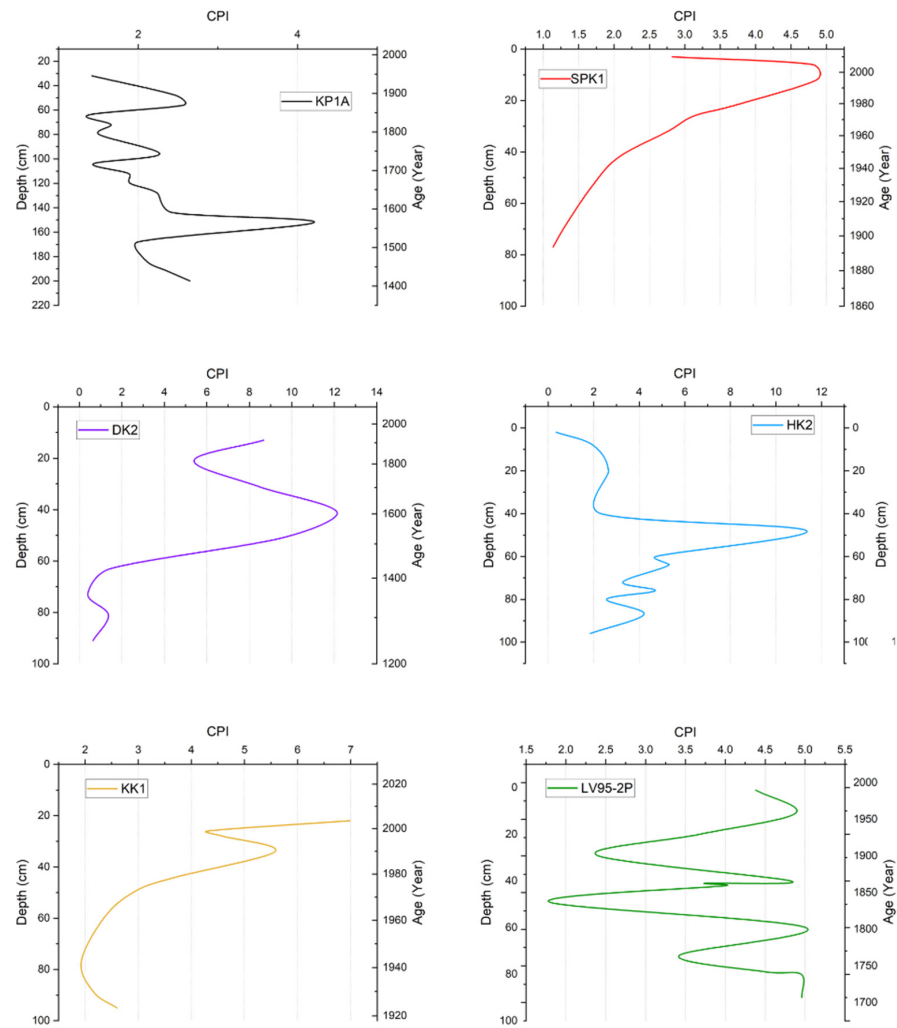 CPI
CPI
2 4
1.0 1.5 2.0 2.5 3.0 3.5 4.0 4.5 5.0
20
40
60
80
100
120
140
160
180
200
220
Depth (cm)
KP1A
2000
1900
1800
1700
1600
1500
1400
Age (Year)
0
20
40
60
80
100
Depth (cm)
SPK1
2000
1980
1960
1940
1920
1900
1880
1860
Age (Year)
CPI
CPI
0 2 4 6 8 10 12 14
0 2 4 6 8 10 12
0
20
40
60
80
100
Depth (cm)
DK2
2000
1800
1600
1400
1200
Age (Year)
0
20
40
60
80
100
Depth (cm)
HK2
0
20
40
60
80
10
Depth (cm)
1
CPI
CPI
2 3 4 5 6 7
1.5 2.0 2.5 3.0 3.5 4.0 4.5 5.0 5.5
0
20
40
60
80
100
Depth (cm)
KK1
2020
2000
1980
1960
1940
1920
Age (Year)
0
20
40
60
80
100
Depth (cm)
LV95-2P
2000
1950
1900
1850
1800
1750
1700
Age (Year)